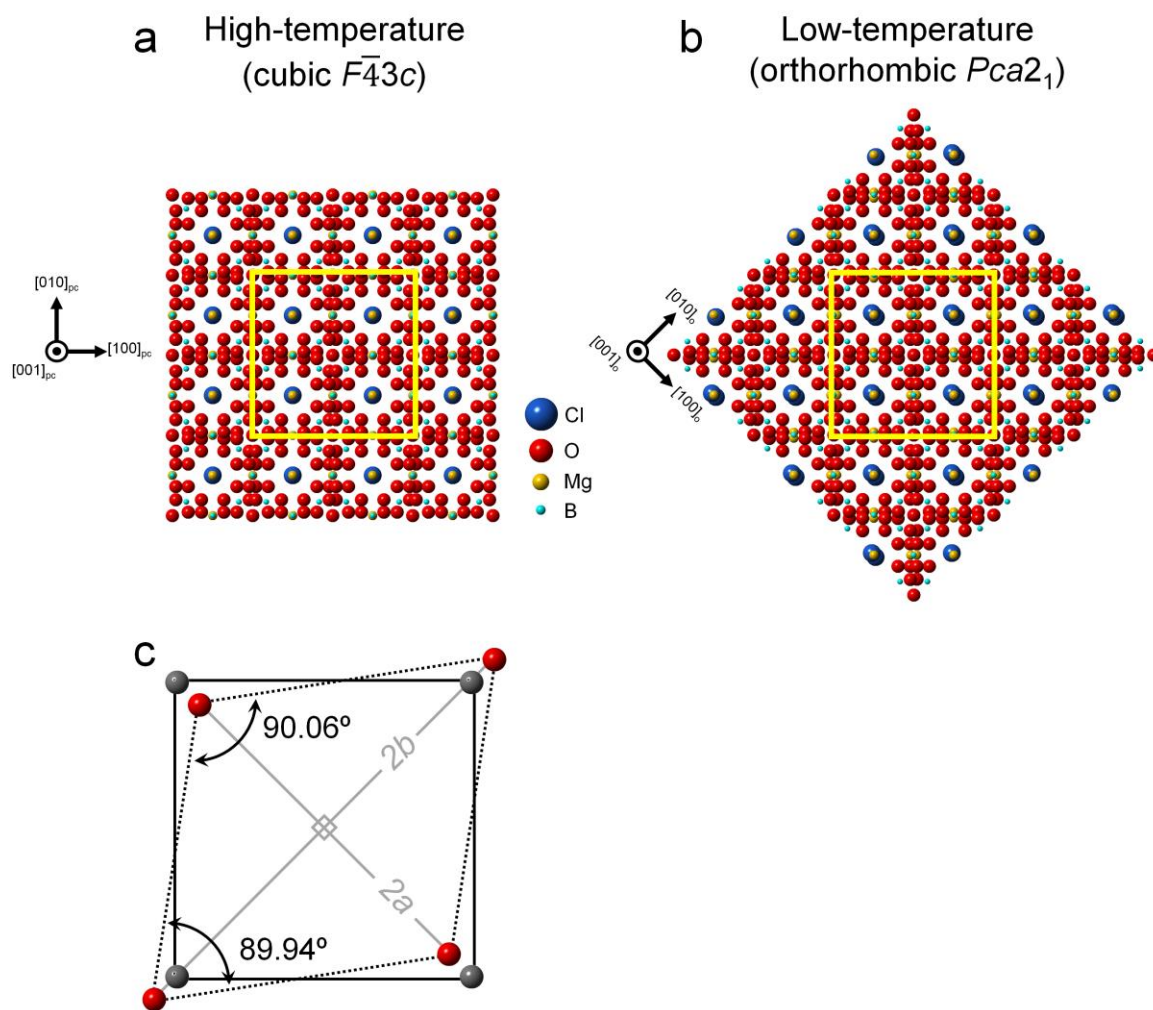 a
High-temperature
(cubic F4̅3c)
b
Low-temperature
(orthorhombic Pca2₁)
[010]pc
[100]pc
[001]pc
[010]o
[001]o
[100]o
Cl
O
Mg
B
c
90.06º
2b
2a
89.94º